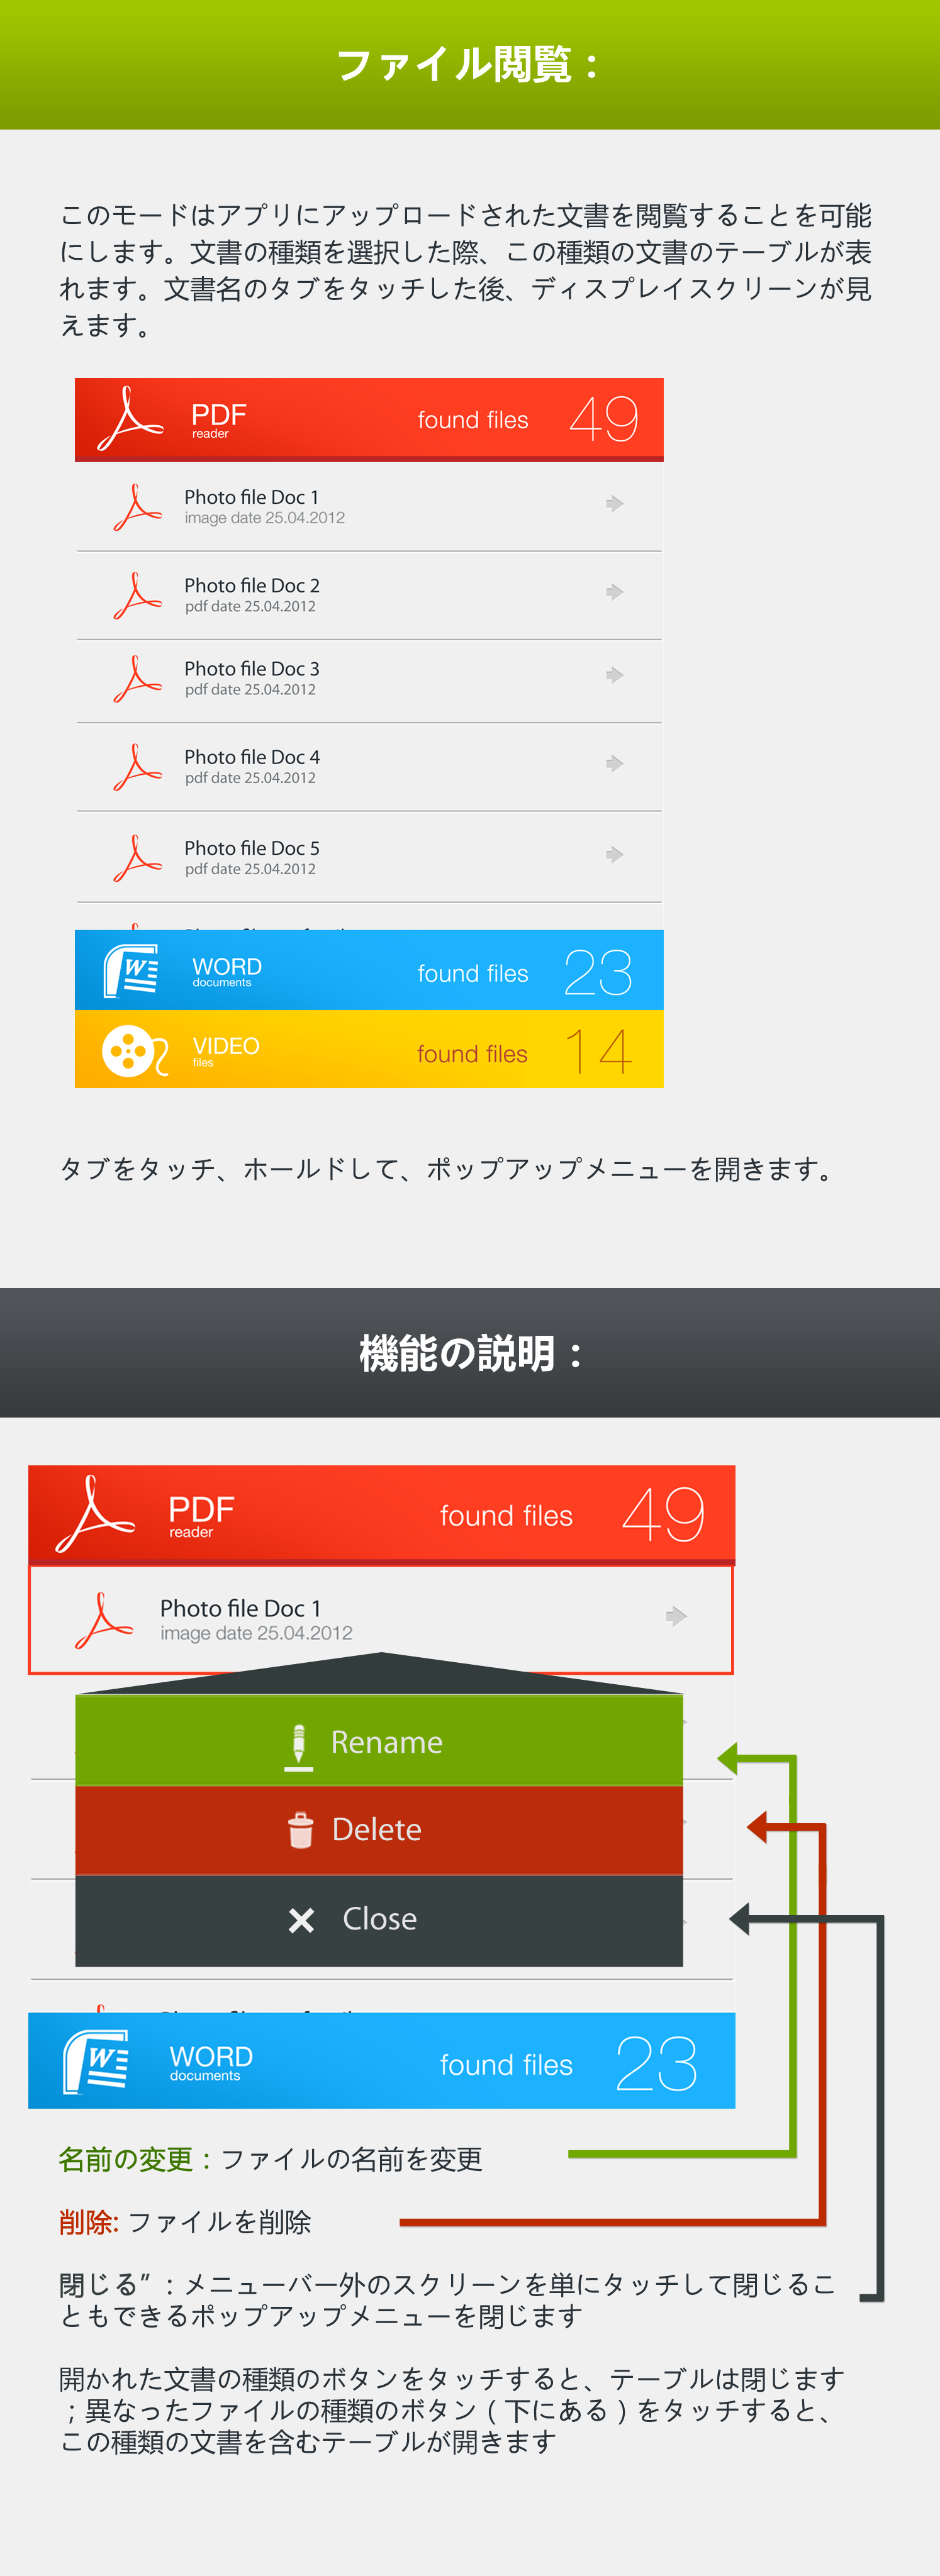 ファイル閲覧：
このモードはアプリにアップロードされた文書を閲覧することを可能
にします。文書の種類を選択した際、この種類の文書のテーブルが表
れます。文書名のタブをタッチした後、ディスプレイスクリーンが見
えます。
PDF
reader
found files 49
Photo file Doc 1
image date 25.04.2012
Photo file Doc 2
pdf date 25.04.2012
Photo file Doc 3
pdf date 25.04.2012
Photo file Doc 4
pdf date 25.04.2012
Photo file Doc 5
pdf date 25.04.2012
WORD
documents
found files 23
VIDEO
files
found files 14
タブをタッチ、ホールドして、ポップアップメニューを開きます。
機能の説明：
PDF
reader
found files 49
Photo file Doc 1
image date 25.04.2012
Rename
Delete
Close
WORD
documents
found files 23
名前の変更：ファイルの名前を変更
削除: ファイルを削除
閉じる”：メニューバー外のスクリーンを単にタッチして閉じるこ
ともできるポップアップメニューを閉じます
開かれた文書の種類のボタンをタッチすると、テーブルは閉じます
；異なったファイルの種類のボタン（下にある）をタッチすると、
この種類の文書を含むテーブルが開きます